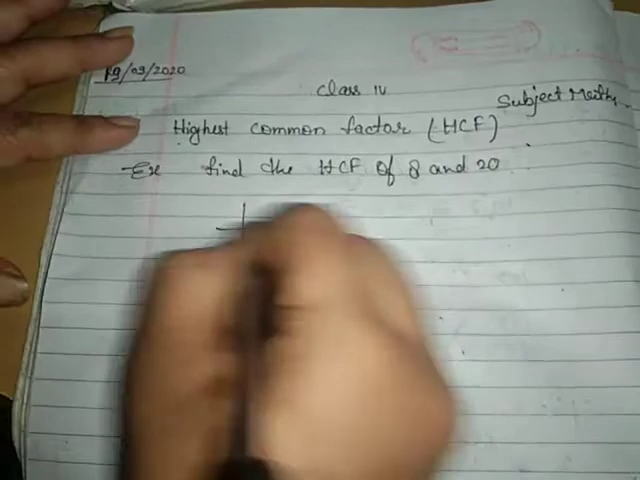 19/09/2020
Class IV
Subject Maths
Highest common factor (HCF)
Ex find the HCF of 8 and 20